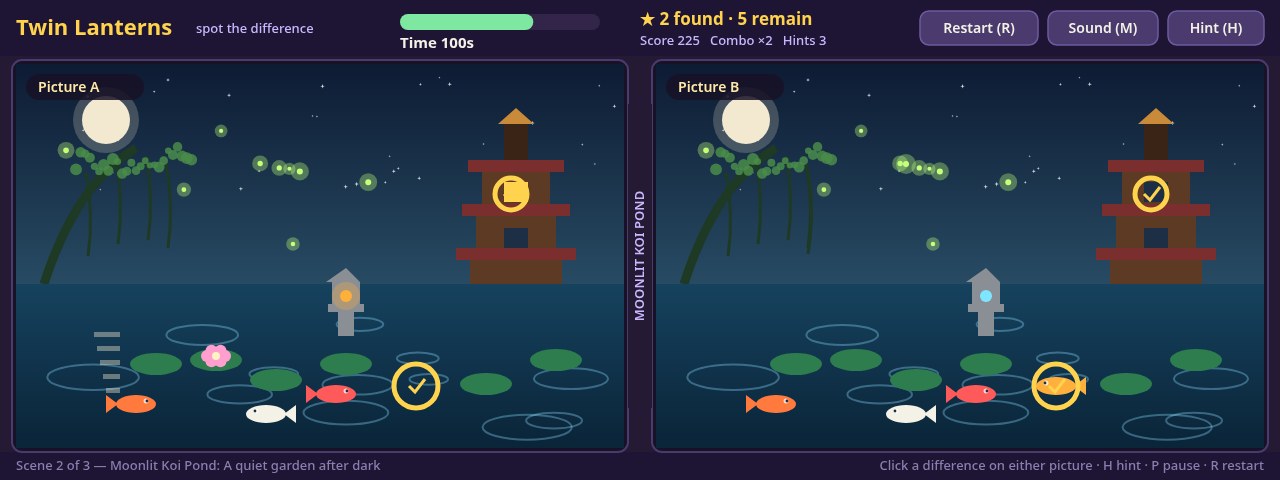 Twin Lanterns
spot the difference
Time 100s
★ 2 found · 5 remain
Score 225 Combo ×2 Hints 3
Restart (R)
Sound (M)
Hint (H)
Picture A
MOONLIT KOI POND
Picture B
Scene 2 of 3 — Moonlit Koi Pond: A quiet garden after dark
Click a difference on either picture · H hint · P pause · R restart